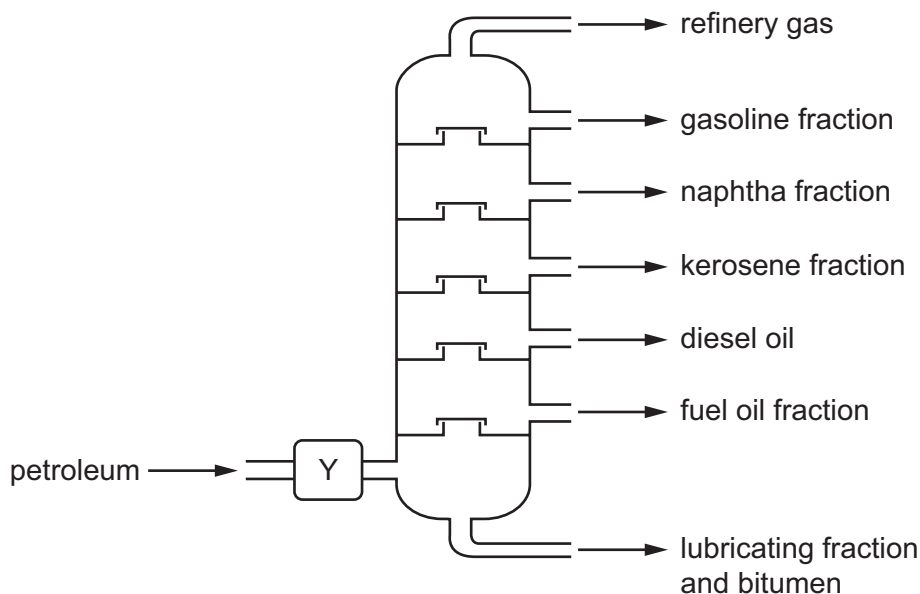 refinery gas
gasoline fraction
naphtha fraction
kerosene fraction
diesel oil
fuel oil fraction
petroleum
Y
lubricating fraction
and bitumen